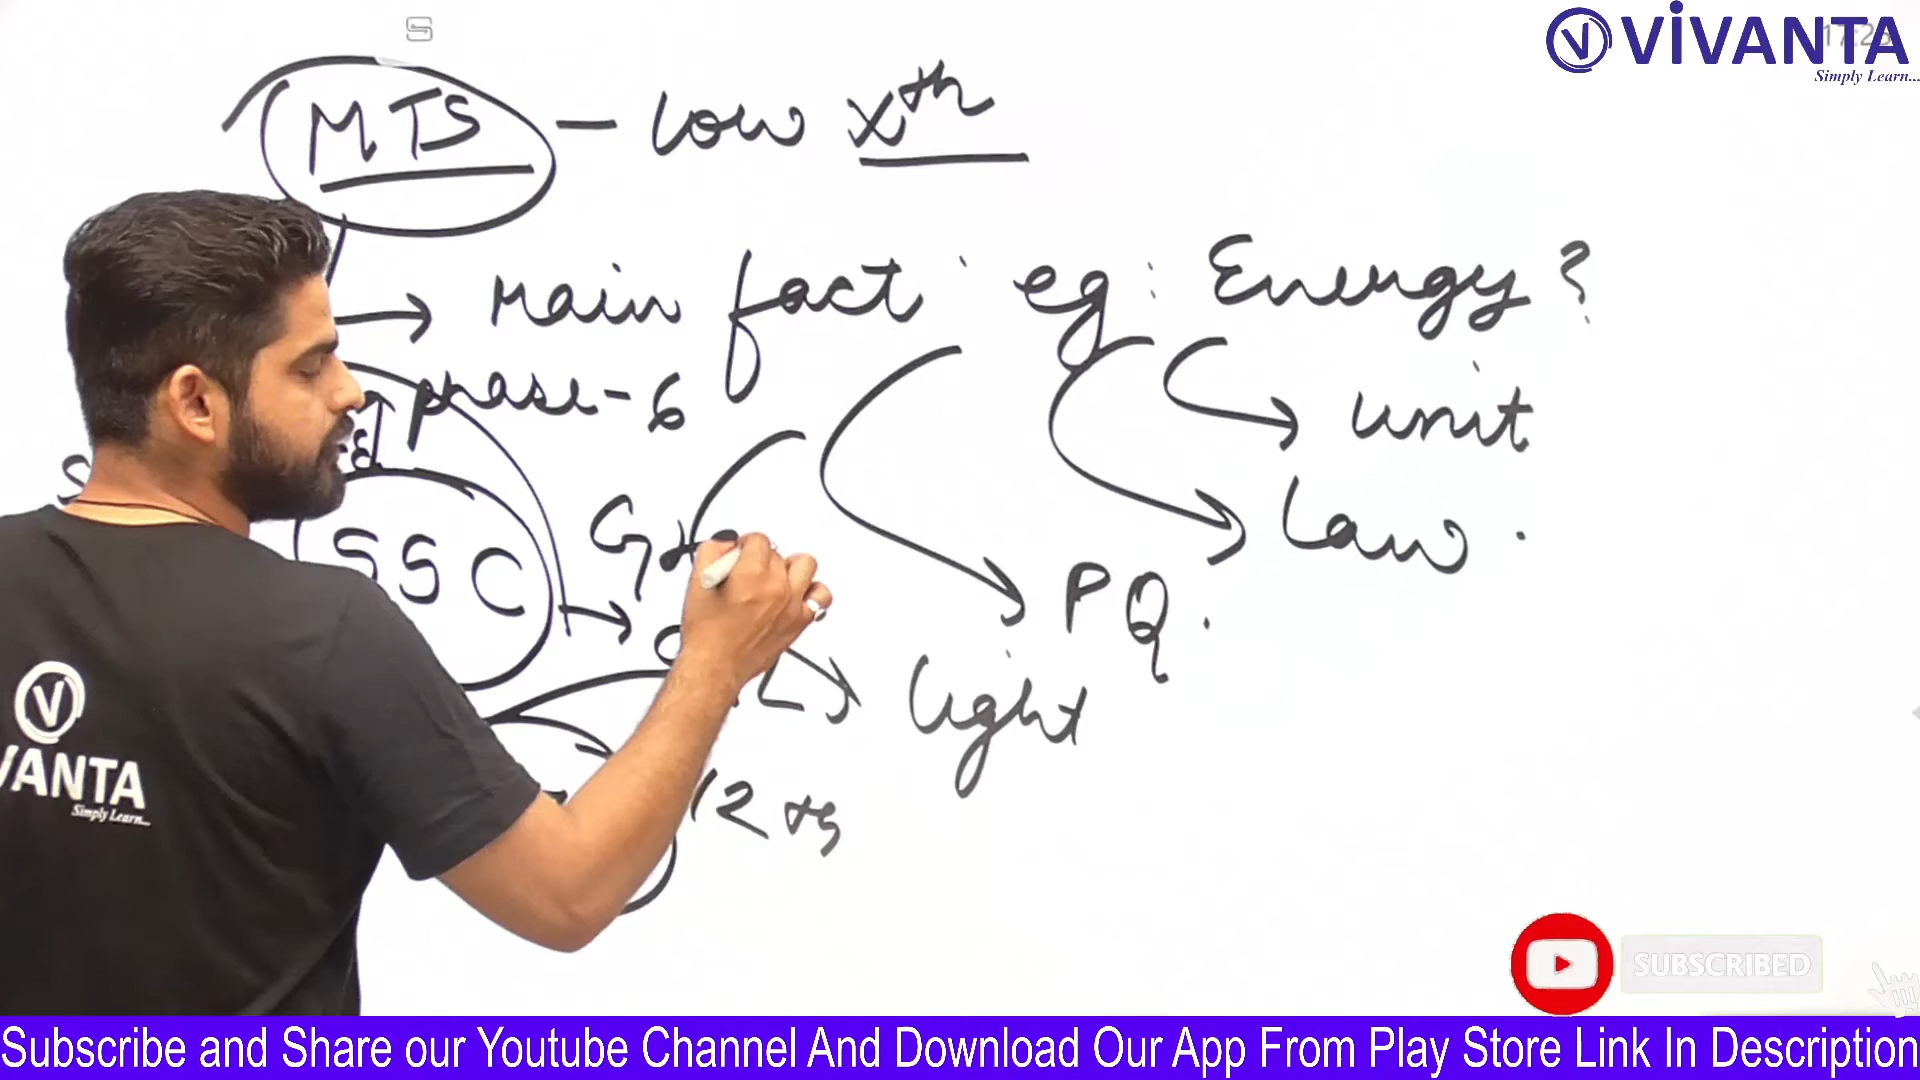 VIVANTA
Simply Learn...
MTS - Low Xth
→ Main fact eg: Energy?
phase-6
unit
Law.
SSC
PQ.
Light
12th
VANTA
Simply Learn...
SUBSCRIBED
Subscribe and Share our Youtube Channel And Download Our App From Play Store Link In Description